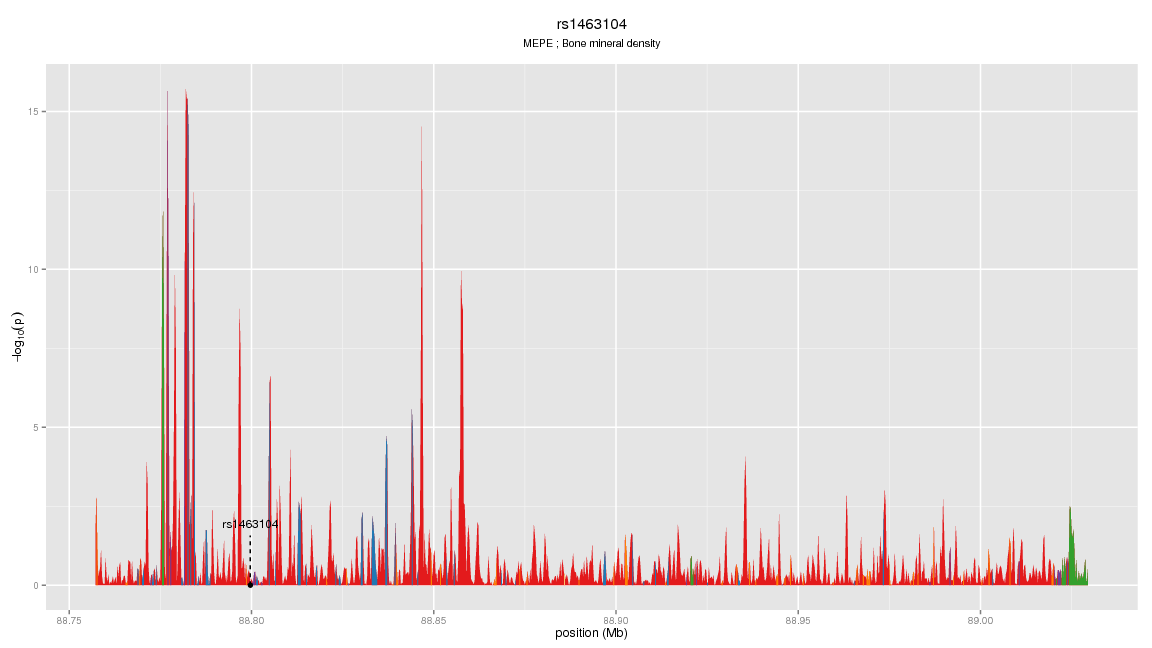 rs1463104
MEPE ; Bone mineral density
−log10(p)
15
10
5
0
rs1463104
88.75 88.80 88.85 88.90 88.95 89.00
position (Mb)